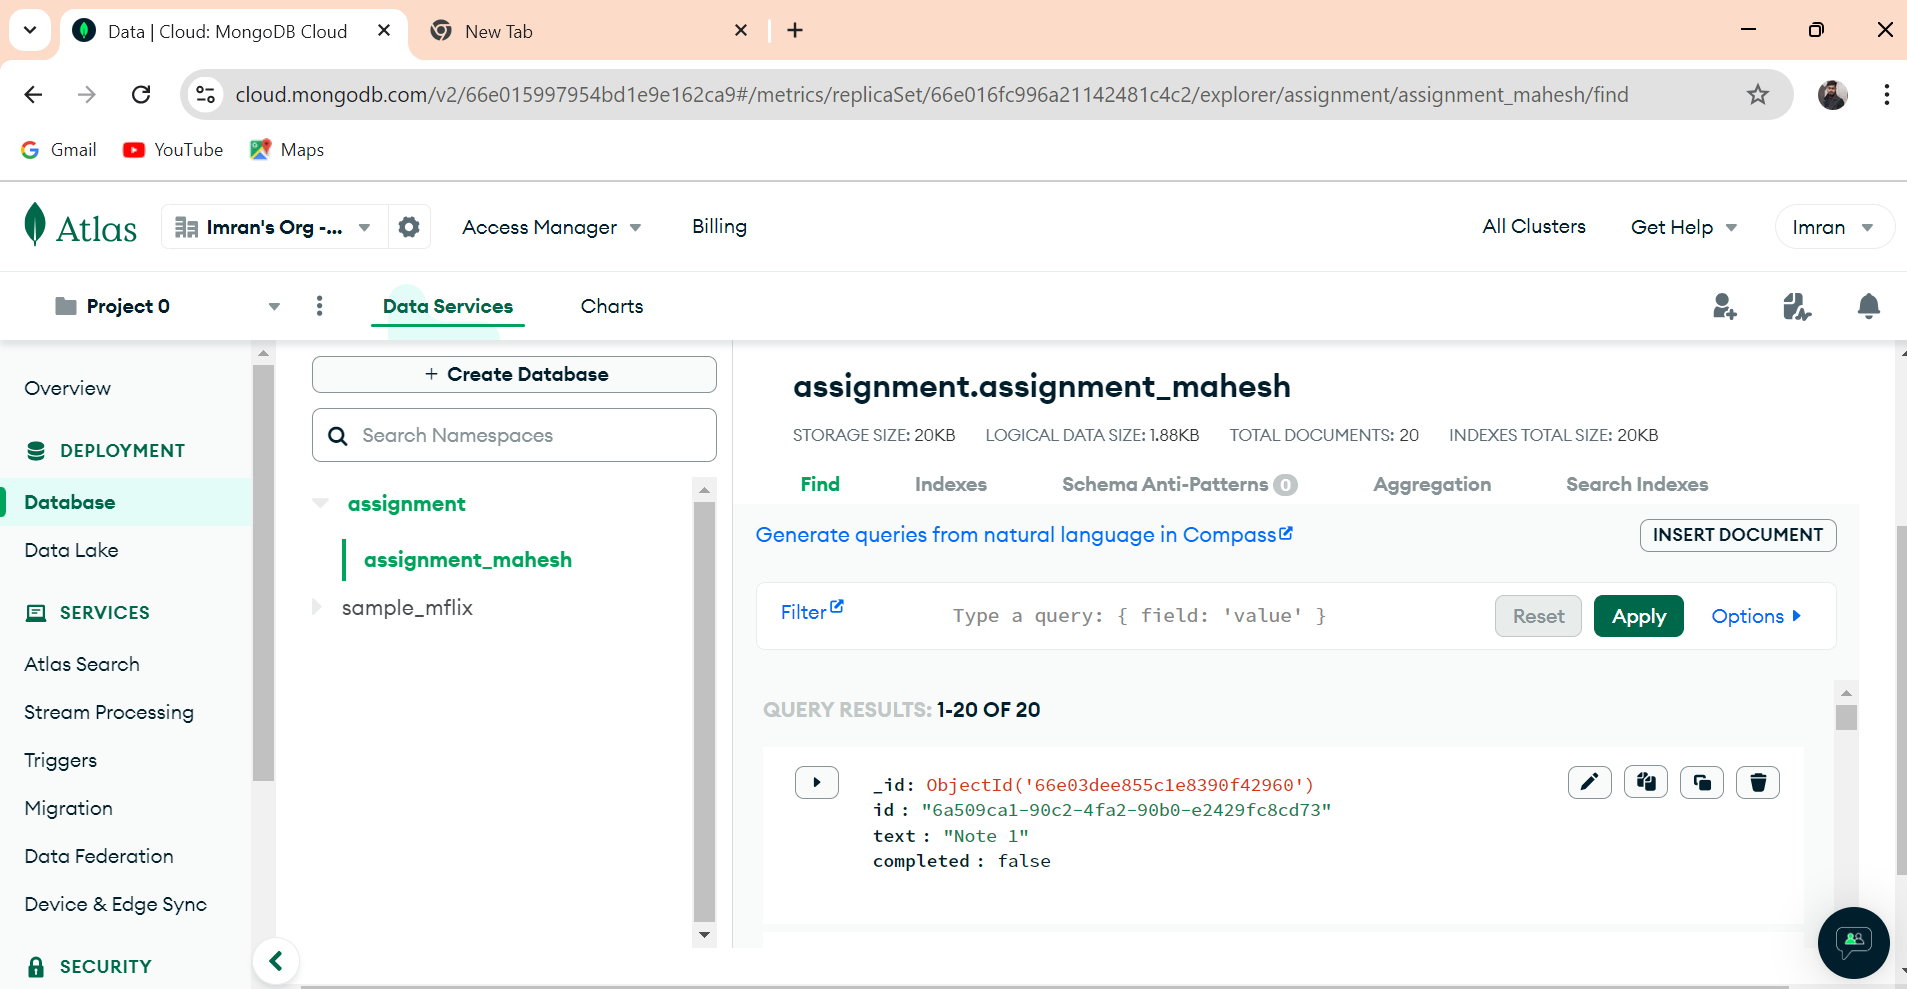 Data | Cloud: MongoDB Cloud
New Tab
cloud.mongodb.com/v2/66e015997954bd1e9e162ca9#/metrics/replicaSet/66e016fc996a21142481c4c2/explorer/assignment/assignment_mahesh/find
Gmail YouTube Maps
Atlas Imran's Org -... Access Manager Billing All Clusters Get Help Imran
Project 0 Data Services Charts
Overview
DEPLOYMENT
Database
Data Lake
SERVICES
Atlas Search
Stream Processing
Triggers
Migration
Data Federation
Device & Edge Sync
SECURITY
+ Create Database
Search Namespaces
assignment
assignment_mahesh
sample_mflix
assignment.assignment_mahesh
STORAGE SIZE: 20KB LOGICAL DATA SIZE: 1.88KB TOTAL DOCUMENTS: 20 INDEXES TOTAL SIZE: 20KB
Find Indexes Schema Anti-Patterns 0 Aggregation Search Indexes
Generate queries from natural language in Compass INSERT DOCUMENT
Filter Type a query: { field: 'value' } Reset Apply Options
QUERY RESULTS: 1-20 OF 20
_id: ObjectId('66e03dee855c1e8390f42960')
id : "6a509ca1-90c2-4fa2-90b0-e2429fc8cd73"
text : "Note 1"
completed : false